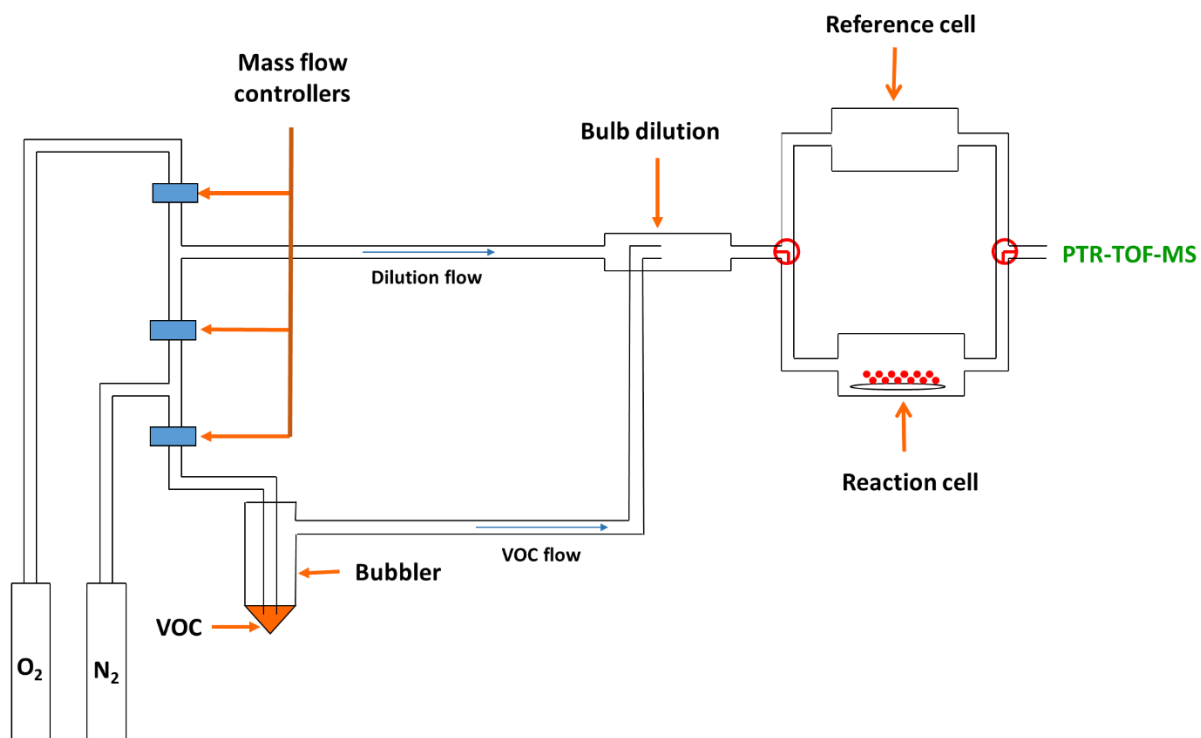 Reference cell
Mass flow
controllers
Bulb dilution
Dilution flow
PTR-TOF-MS
Reaction cell
VOC flow
Bubbler
VOC
O₂
N₂